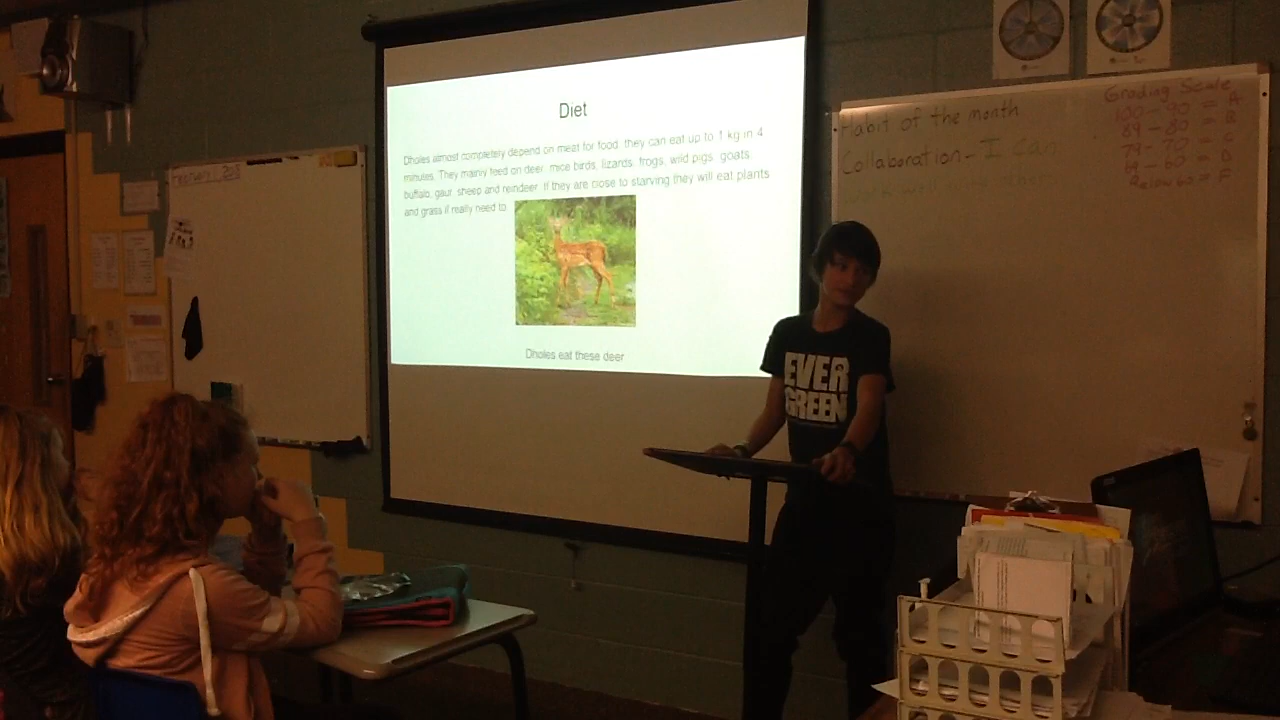 Diet
Dholes almost completely depend on meat for food. they can eat up to 1 kg in 4
minutes. They mainly feed on deer, mice birds, lizards, frogs, wild pigs, goats,
buffalo, gaur, sheep and reindeer. If they are close to starving they will eat plants
and grass if really need to.
Dholes eat these deer
EVER
GREEN
Habit of the month
Collaboration - I can
Grading Scale
100 - 90 = A
89 - 80 = B
79 - 70 = C
69 - 60 = D
Below 60 = F